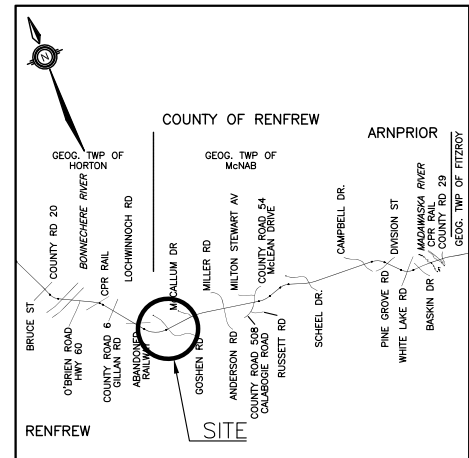 COUNTY OF RENFREW
ARNPRIOR
GEOG. TWP OF
HORTON
GEOG. TWP OF
McNAB
GEOG. TWP OF FITZROY
BRUCE ST
COUNTY RD 20
BONNECHERE RIVER
O'BRIEN ROAD
HWY 60
CPR RAIL
COUNTY ROAD 6
GILLAN RD
LOCHWINNOCH RD
ABANDONED
RAILWAY
McCALLUM DR
GOSHEN RD
MILLER RD
ANDERSON RD
MILTON STEWART AV
COUNTY ROAD 508
CALABOGIE ROAD
COUNTY ROAD 54
McLEAN DRIVE
RUSSETT RD
SCHEEL DR.
CAMPBELL DR.
PINE GROVE RD
DIVISION ST
WHITE LAKE RD
BASKIN DR
MADAWASKA RIVER
CPR RAIL
COUNTY RD 29
RENFREW
SITE